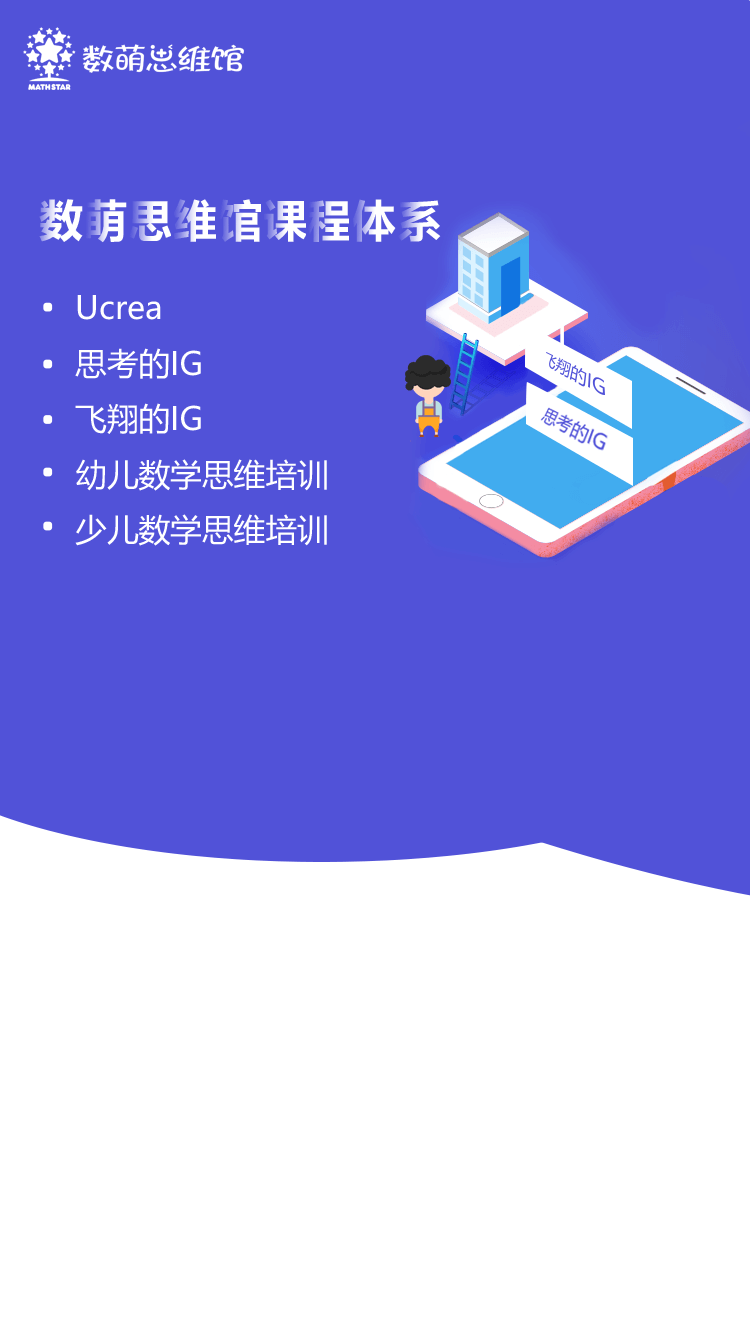 数萌思维馆
MATHSTAR
数萌思维馆课程体系
• Ucrea
• 思考的IG
• 飞翔的IG
• 幼儿数学思维培训
• 少儿数学思维培训
飞翔的IG
思考的IG